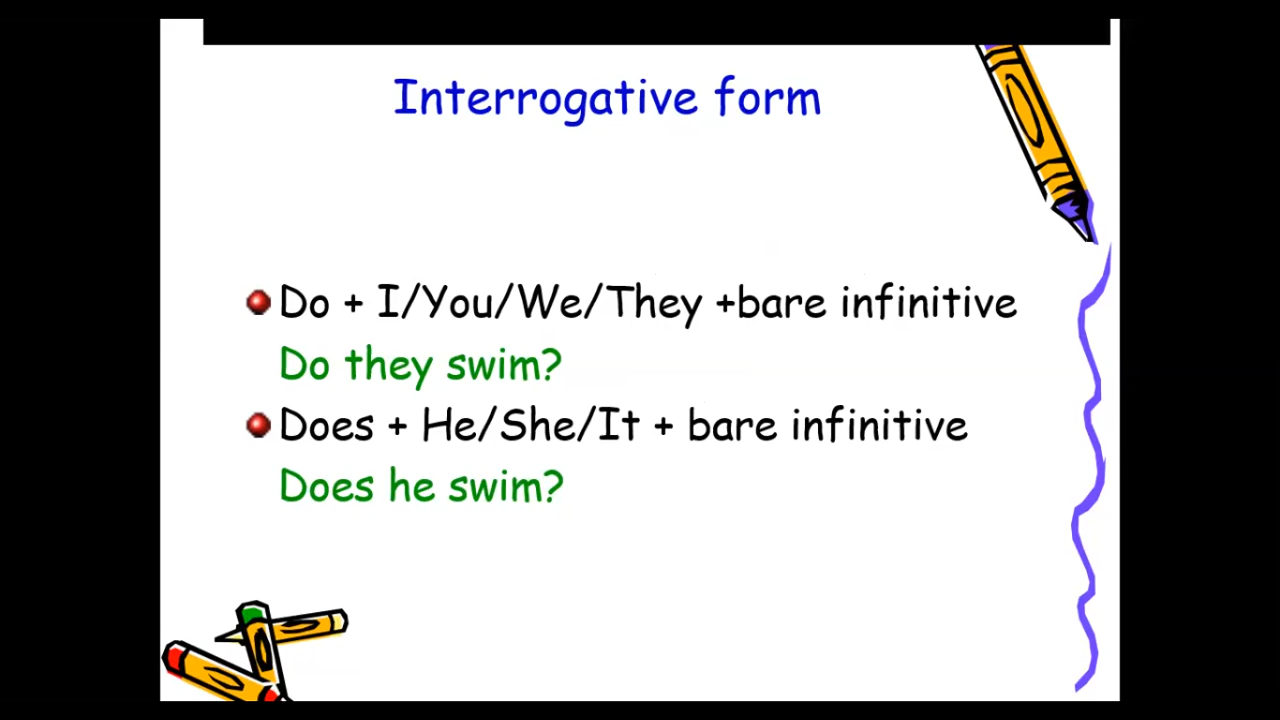 Interrogative form
Do + I/You/We/They +bare infinitive
Do they swim?
Does + He/She/It + bare infinitive
Does he swim?